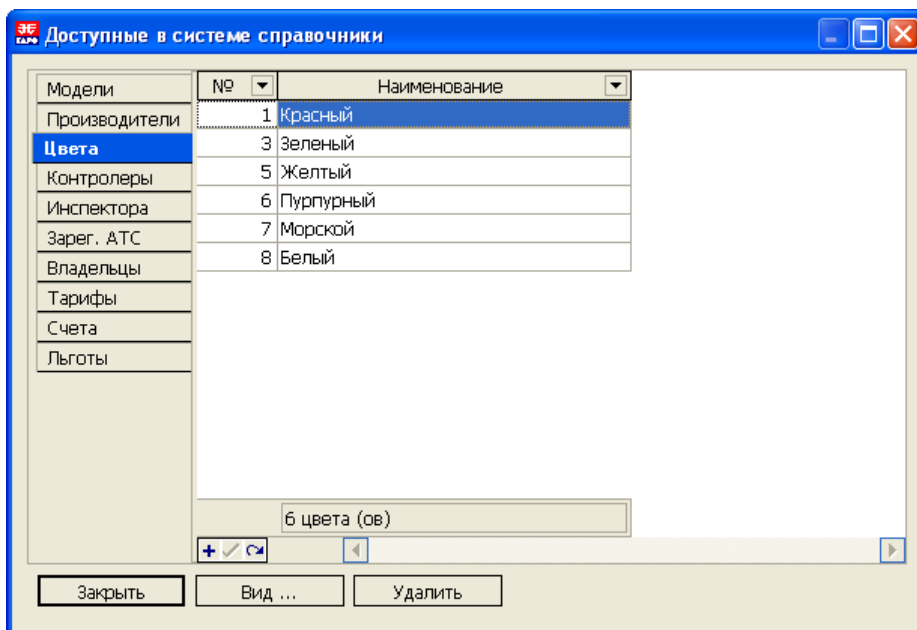 Доступные в системе справочники
Модели
Производители
Цвета
Контролеры
Инспектора
Зарег. АТС
Владельцы
Тарифы
Счета
Льготы
№ Наименование
1 Красный
3 Зеленый
5 Желтый
6 Пурпурный
7 Морской
8 Белый
6 цвета (ов)
Закрыть Вид ... Удалить